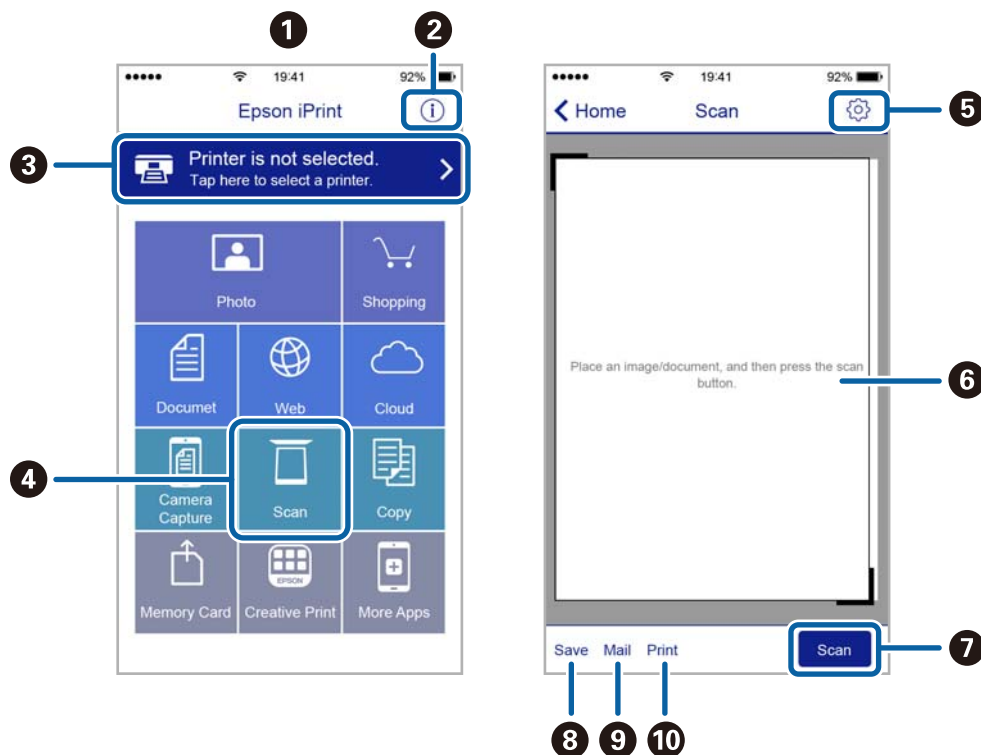 1
2
19:41
92%
Epson iPrint
i
3
Printer is not selected.
Tap here to select a printer.
Photo
Shopping
Documet
Web
Cloud
4
Camera
Capture
Scan
Copy
EPSON
Memory Card
Creative Print
More Apps
19:41
92%
Home
Scan
5
Place an image/document, and then press the scan
button.
6
Save
Mail
Print
Scan
7
8
9
10